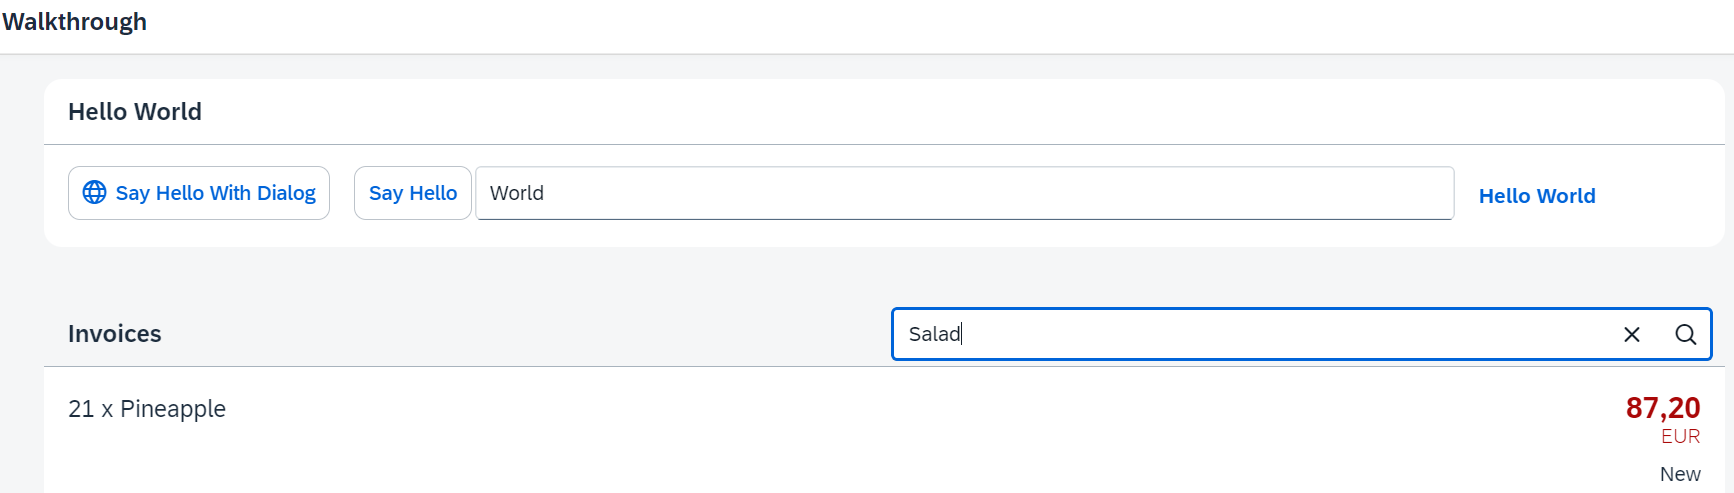 Walkthrough
Hello World
Say Hello With Dialog Say Hello World Hello World
Invoices Salad
21 x Pineapple 87,20
EUR
New